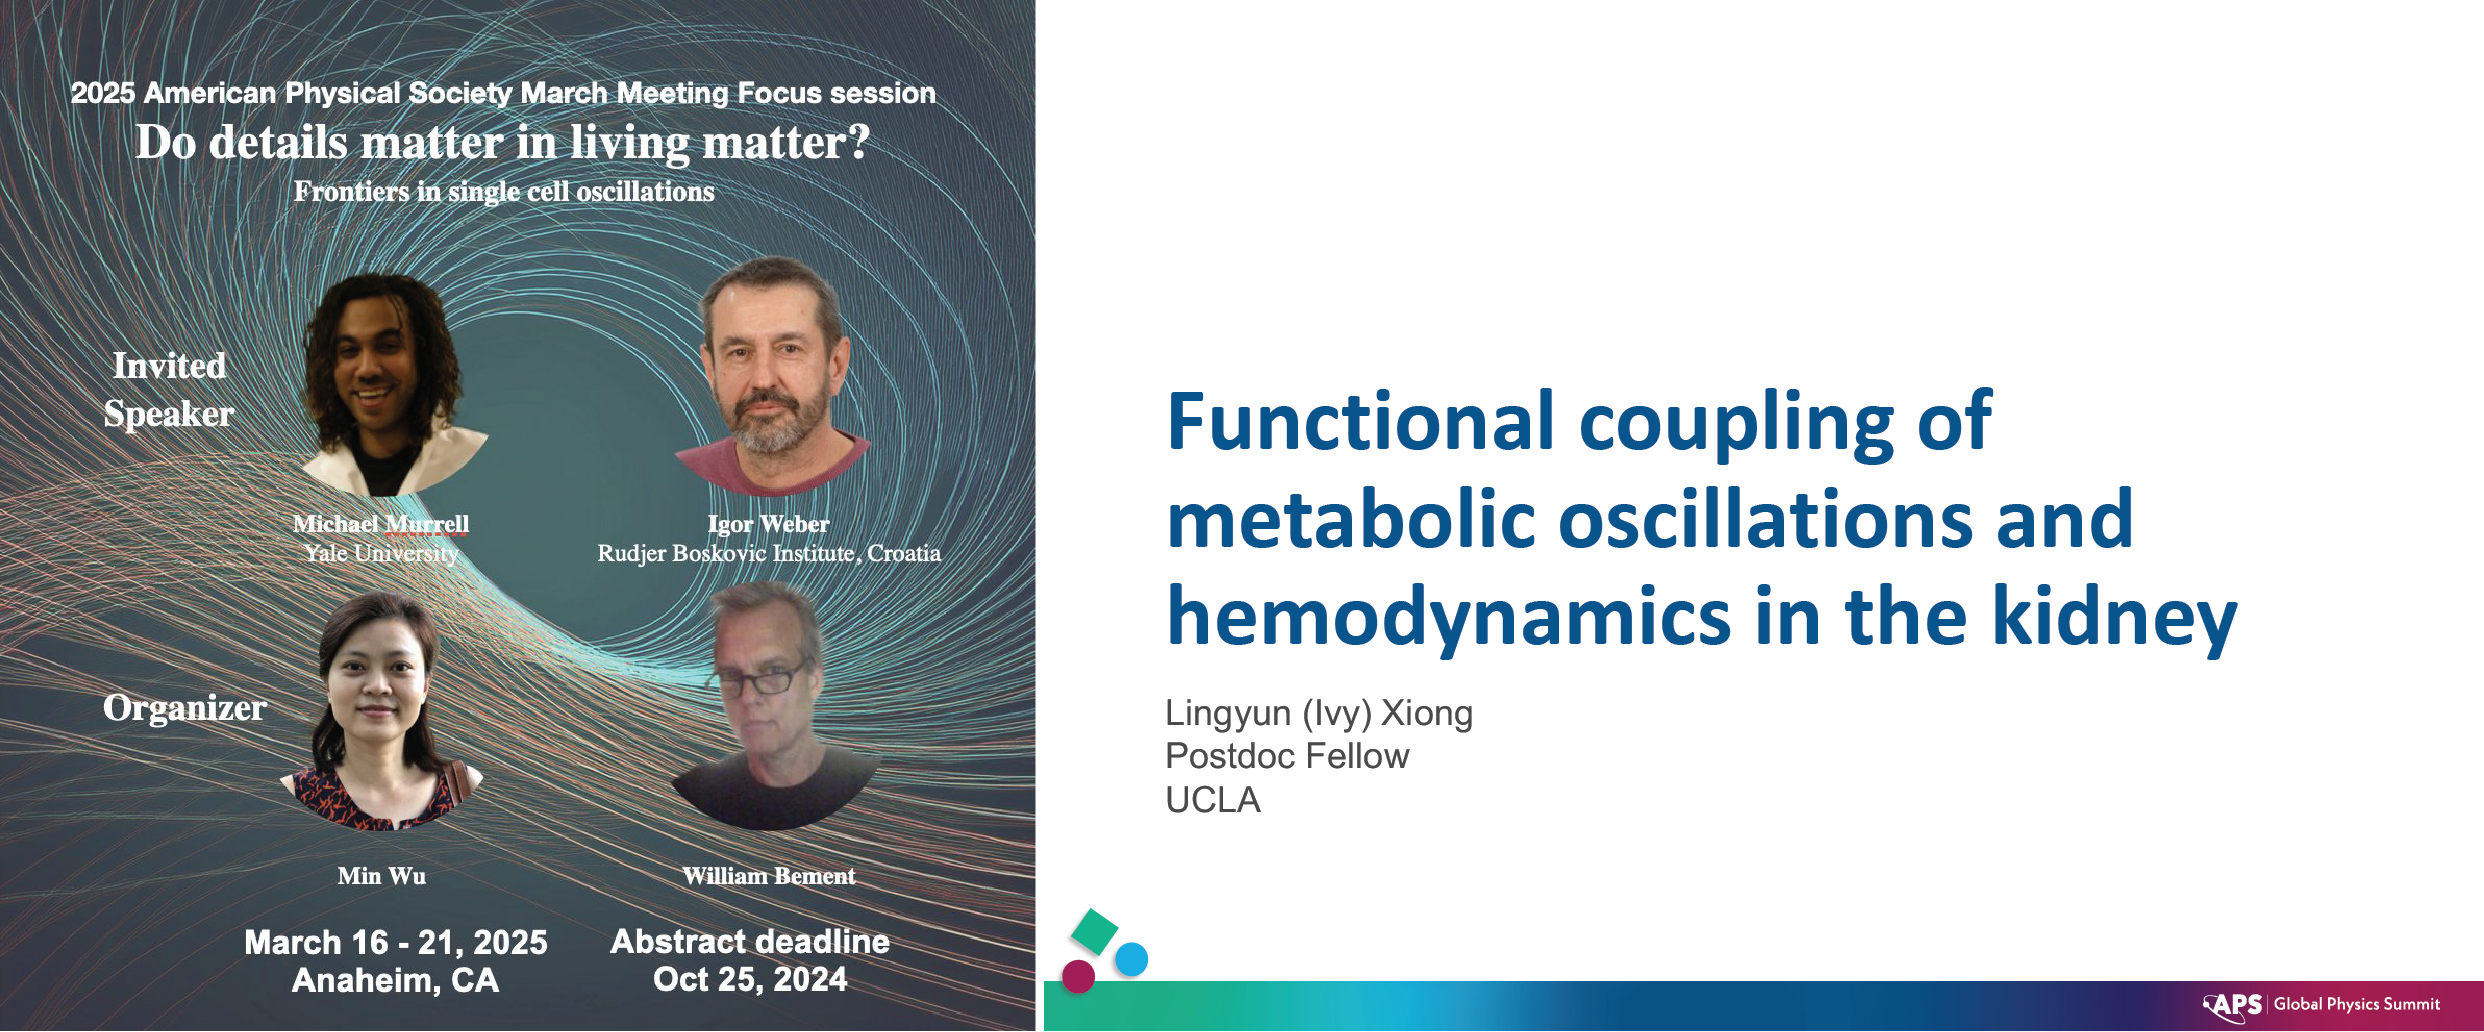 2025 American Physical Society March Meeting Focus session
Do details matter in living matter?
Frontiers in single cell oscillations
Invited
Speaker
Michael Murrell
Yale University
Igor Weber
Rudjer Boskovic Institute, Croatia
Organizer
Min Wu
William Bement
March 16 - 21, 2025
Anaheim, CA
Abstract deadline
Oct 25, 2024
Functional coupling of
metabolic oscillations and
hemodynamics in the kidney
Lingyun (Ivy) Xiong
Postdoc Fellow
UCLA
APS | Global Physics Summit